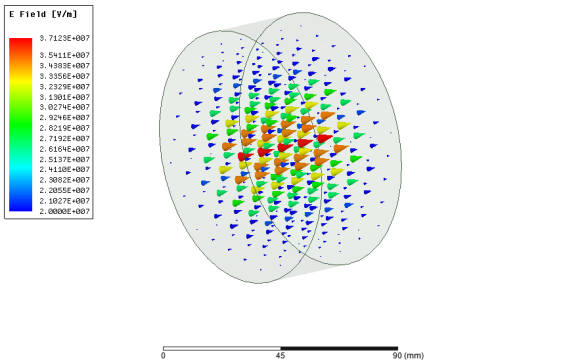 E Field [V/m]
3.7123E+007
3.5411E+007
3.4383E+007
3.3356E+007
3.2329E+007
3.1301E+007
3.0274E+007
2.9246E+007
2.8219E+007
2.7192E+007
2.6164E+007
2.5137E+007
2.4110E+007
2.3082E+007
2.2055E+007
2.1027E+007
2.0000E+007
0 45 90 (mm)